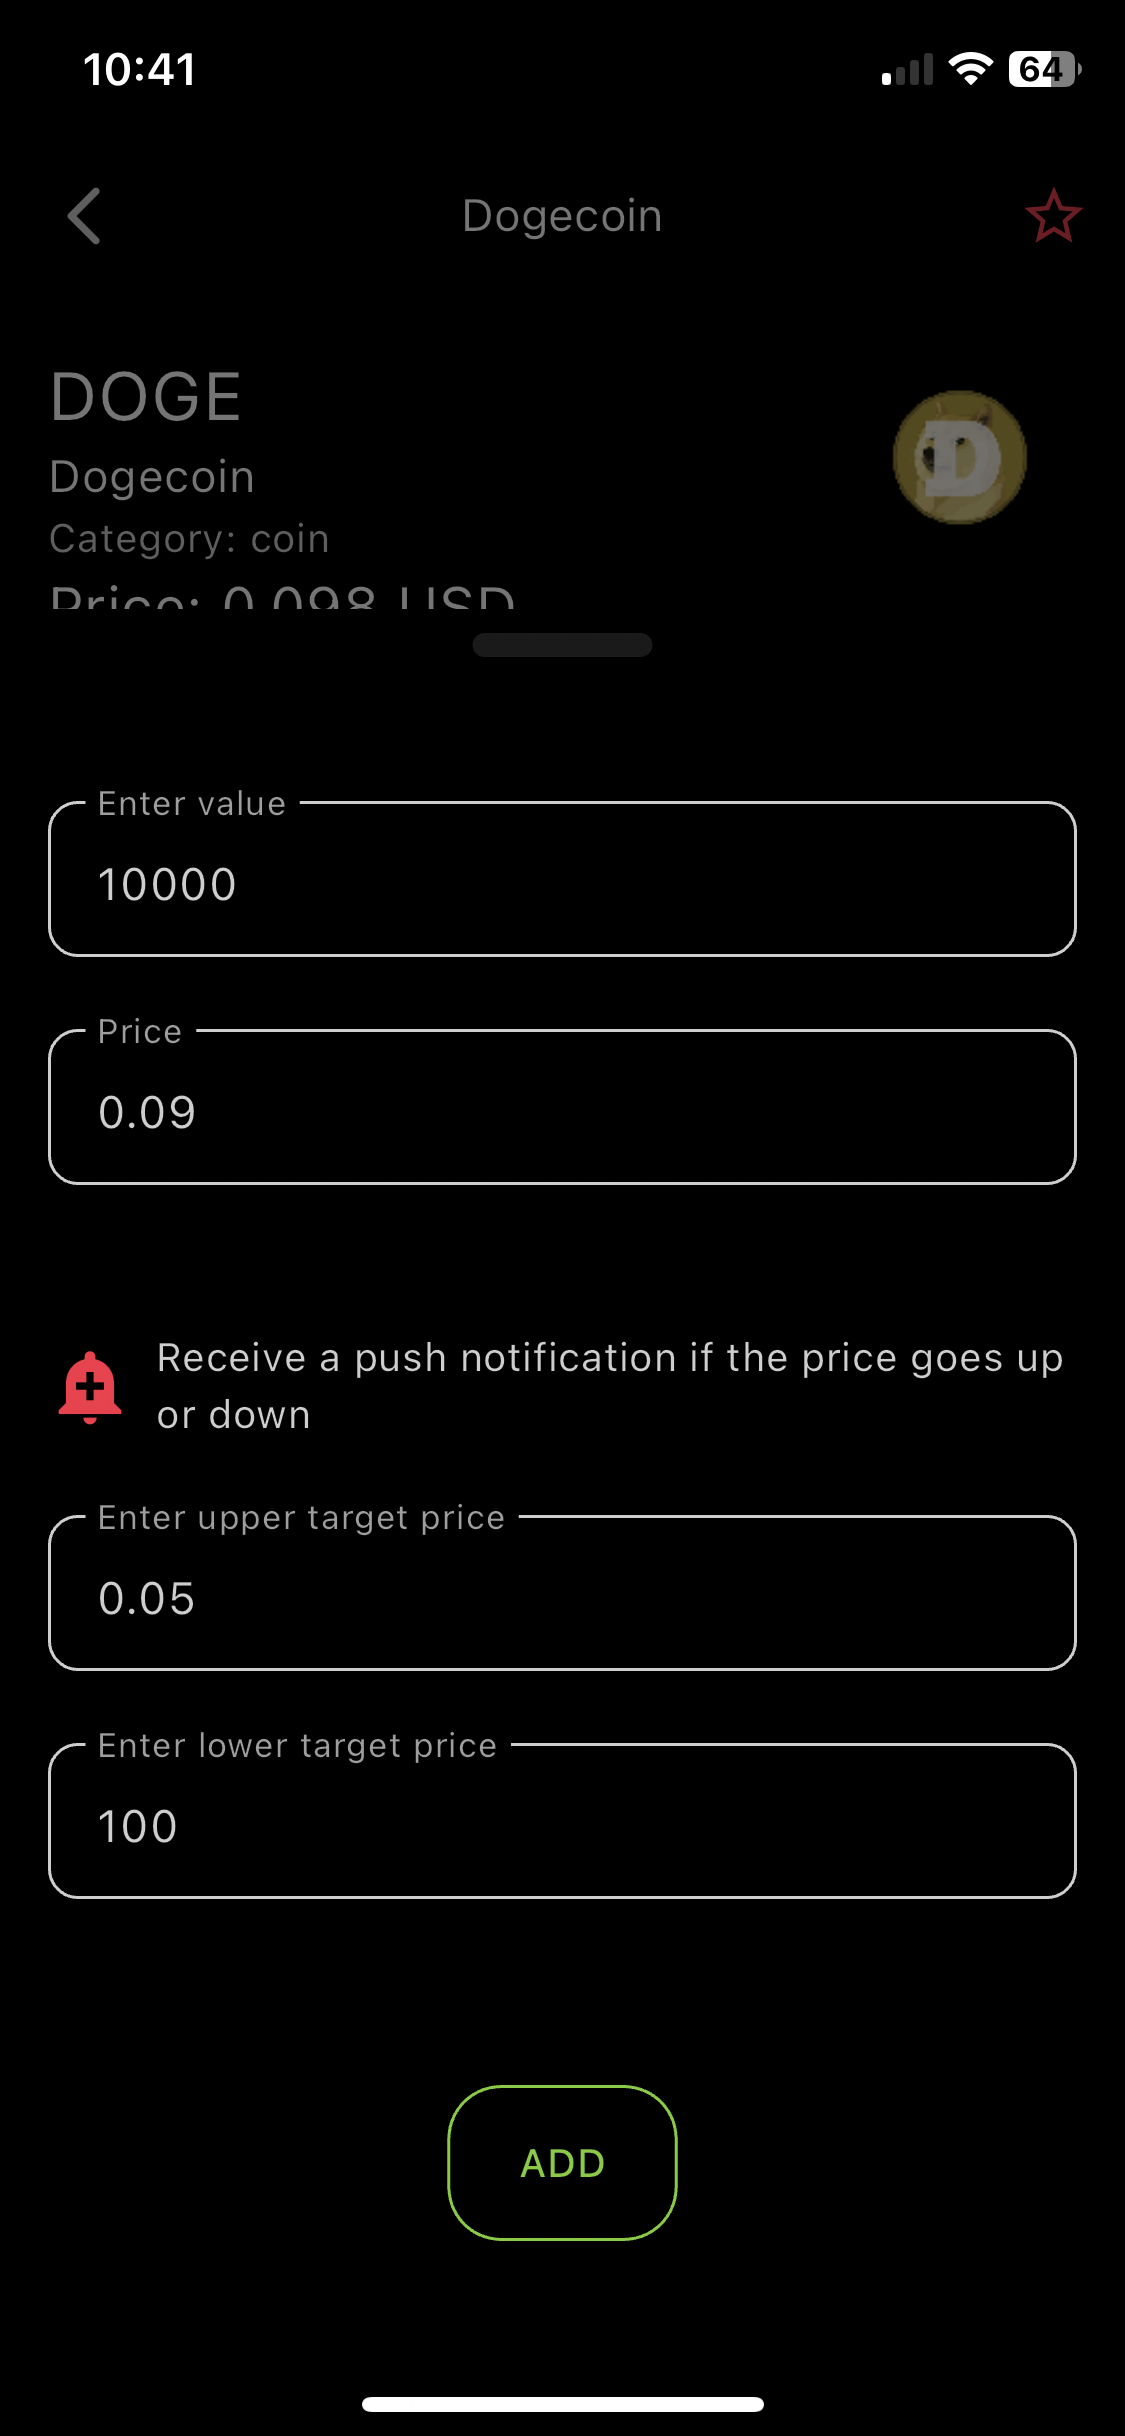 10:41
64
Dogecoin
DOGE
D
Dogecoin
Category: coin
Price: 0.098 USD
Enter value
10000
Price
0.09
Receive a push notification if the price goes up
or down
Enter upper target price
0.05
Enter lower target price
100
ADD